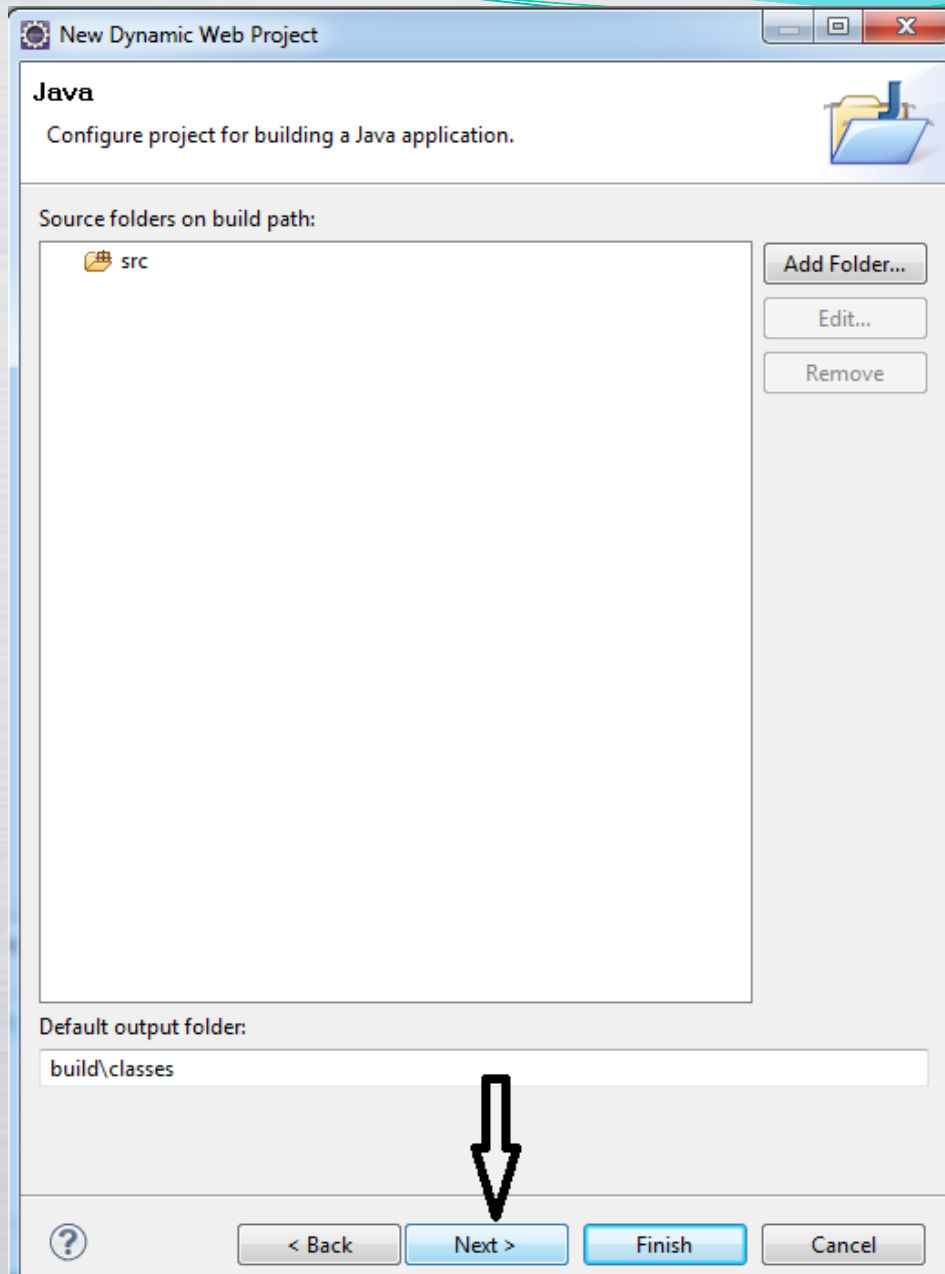 New Dynamic Web Project
Java
Configure project for building a Java application.
Source folders on build path:
src
Add Folder...
Edit...
Remove
Default output folder:
build\classes
< Back
Next >
Finish
Cancel